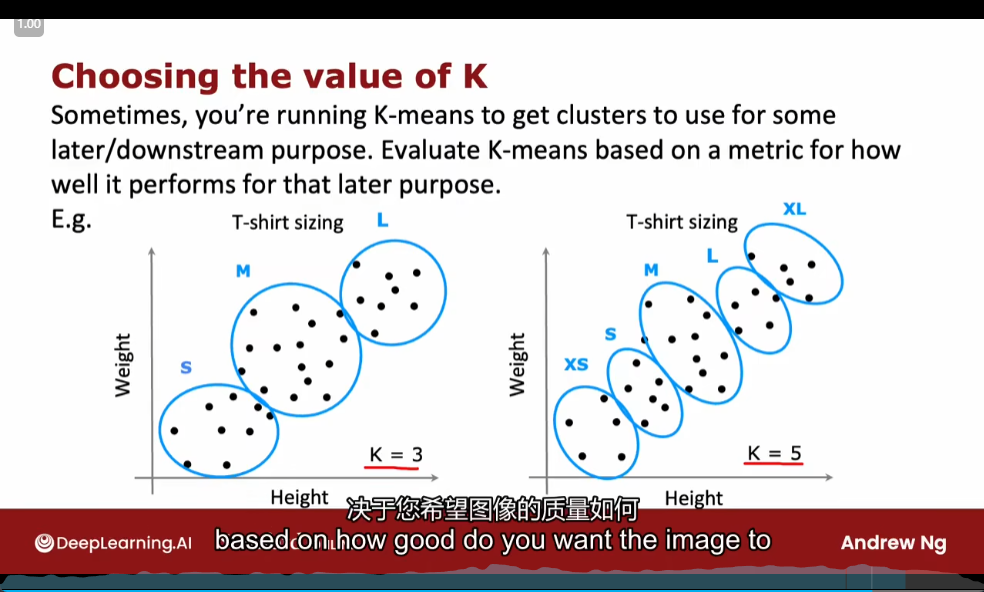 1.00
Choosing the value of K
Sometimes, you're running K-means to get clusters to use for some
later/downstream purpose. Evaluate K-means based on a metric for how
well it performs for that later purpose.
E.g.
T-shirt sizing
L
M
S
Weight
K = 3
Height
T-shirt sizing
XL
L
M
S
XS
Weight
K = 5
Height
决于您希望图像的质量如何
based on how good do you want the image to
DeepLearning.AI
Andrew Ng